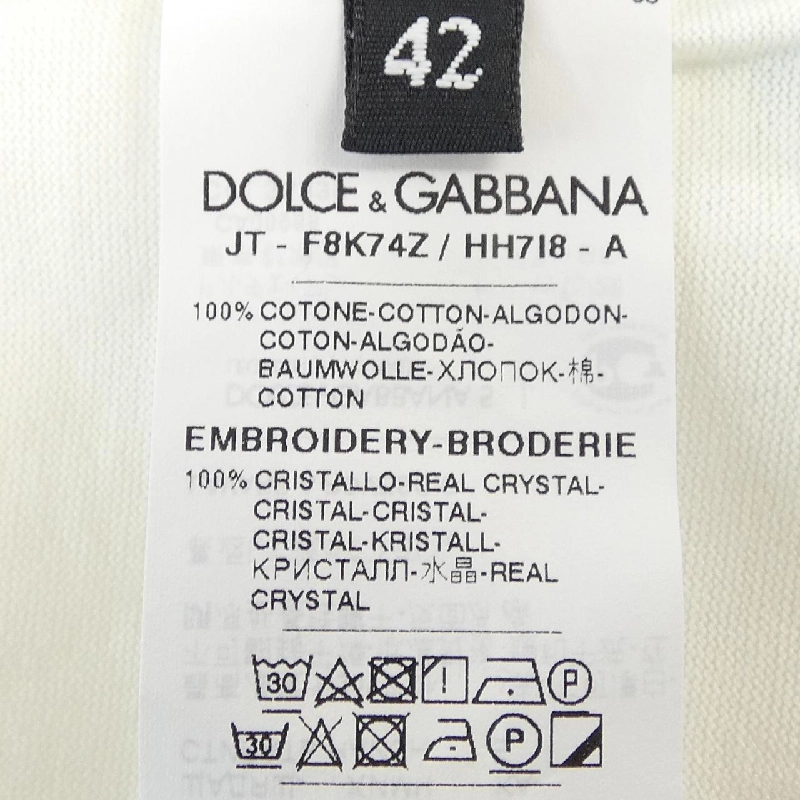 42
DOLCE & GABBANA
JT - F8K74Z / HH7I8 - A
100% COTONE-COTTON-ALGODON-
COTON-ALGODÃO-
BAUMWOLLE-ХЛОПОК-棉-
COTTON
EMBROIDERY-BRODERIE
100% CRISTALLO-REAL CRYSTAL-
CRISTAL-CRISTAL-
CRISTAL-KRISTALL-
КРИСТАЛЛ-水晶-REAL
CRYSTAL
30 P
30 P